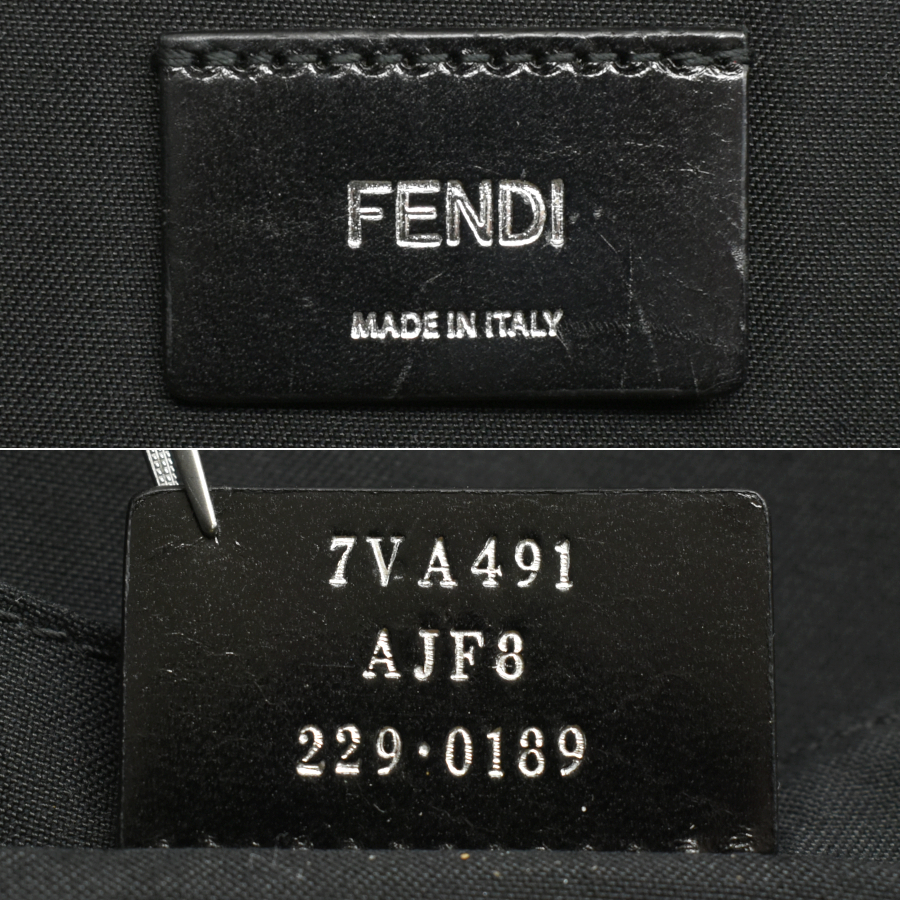 FENDI
MADE IN ITALY
7VA491
AJF8
229·0189